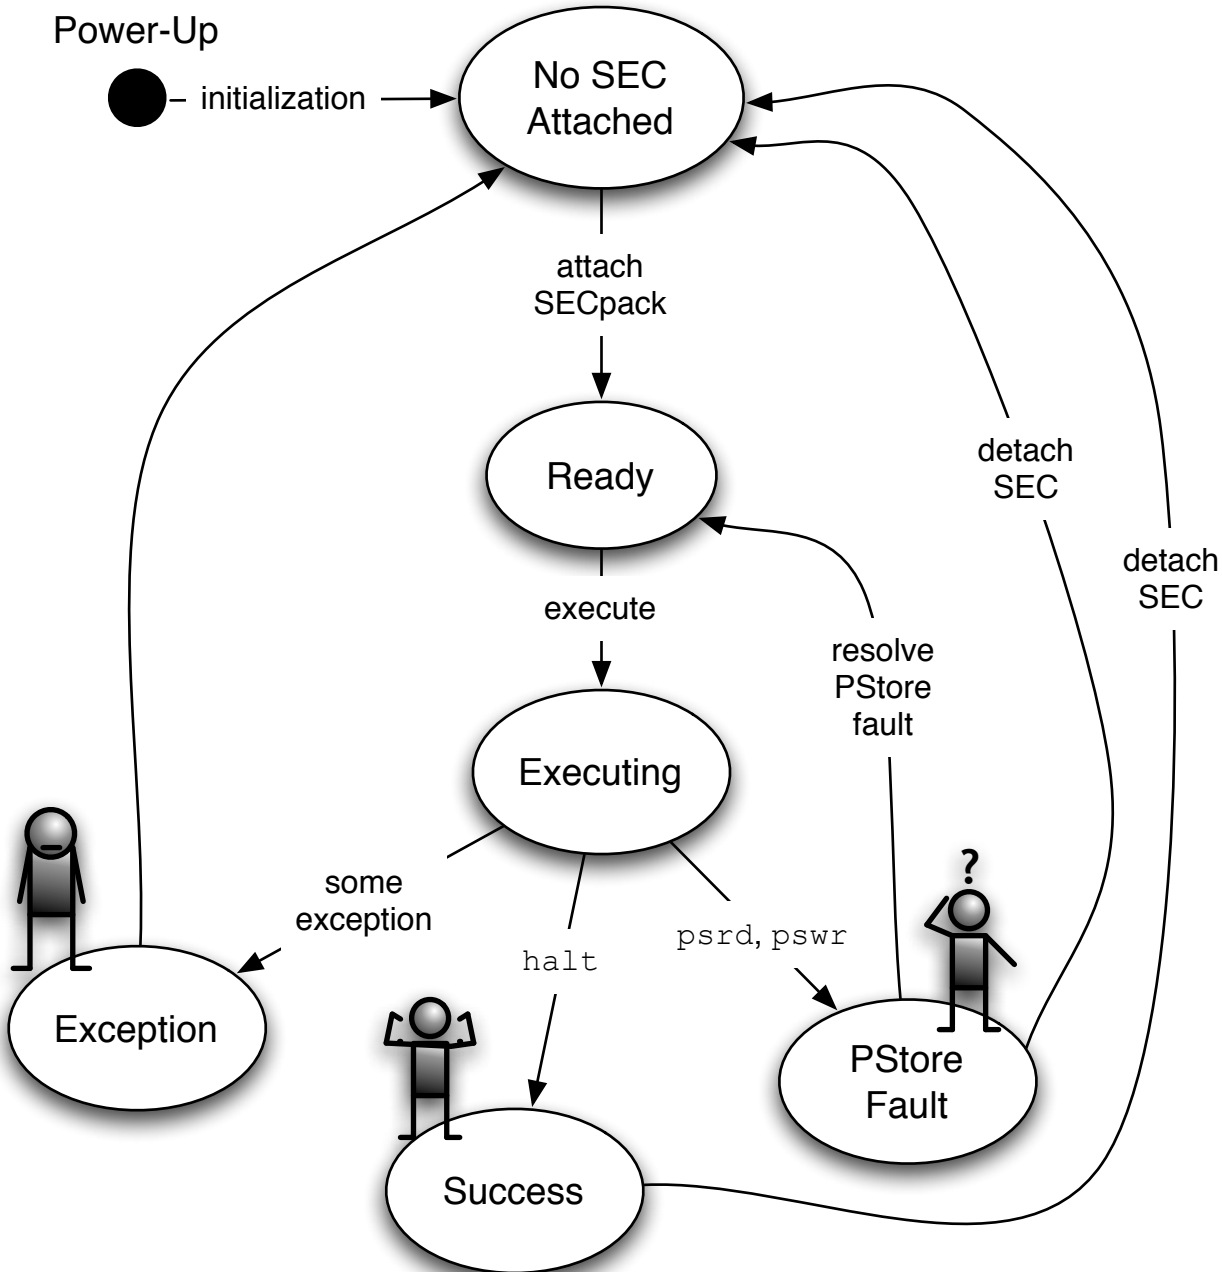 Power-Up
initialization
No SEC
Attached
attach
SECpack
Ready
detach
SEC
detach
SEC
execute
resolve
PStore
fault
Executing
some
exception
halt
psrd, pswr
?
Exception
PStore
Fault
Success